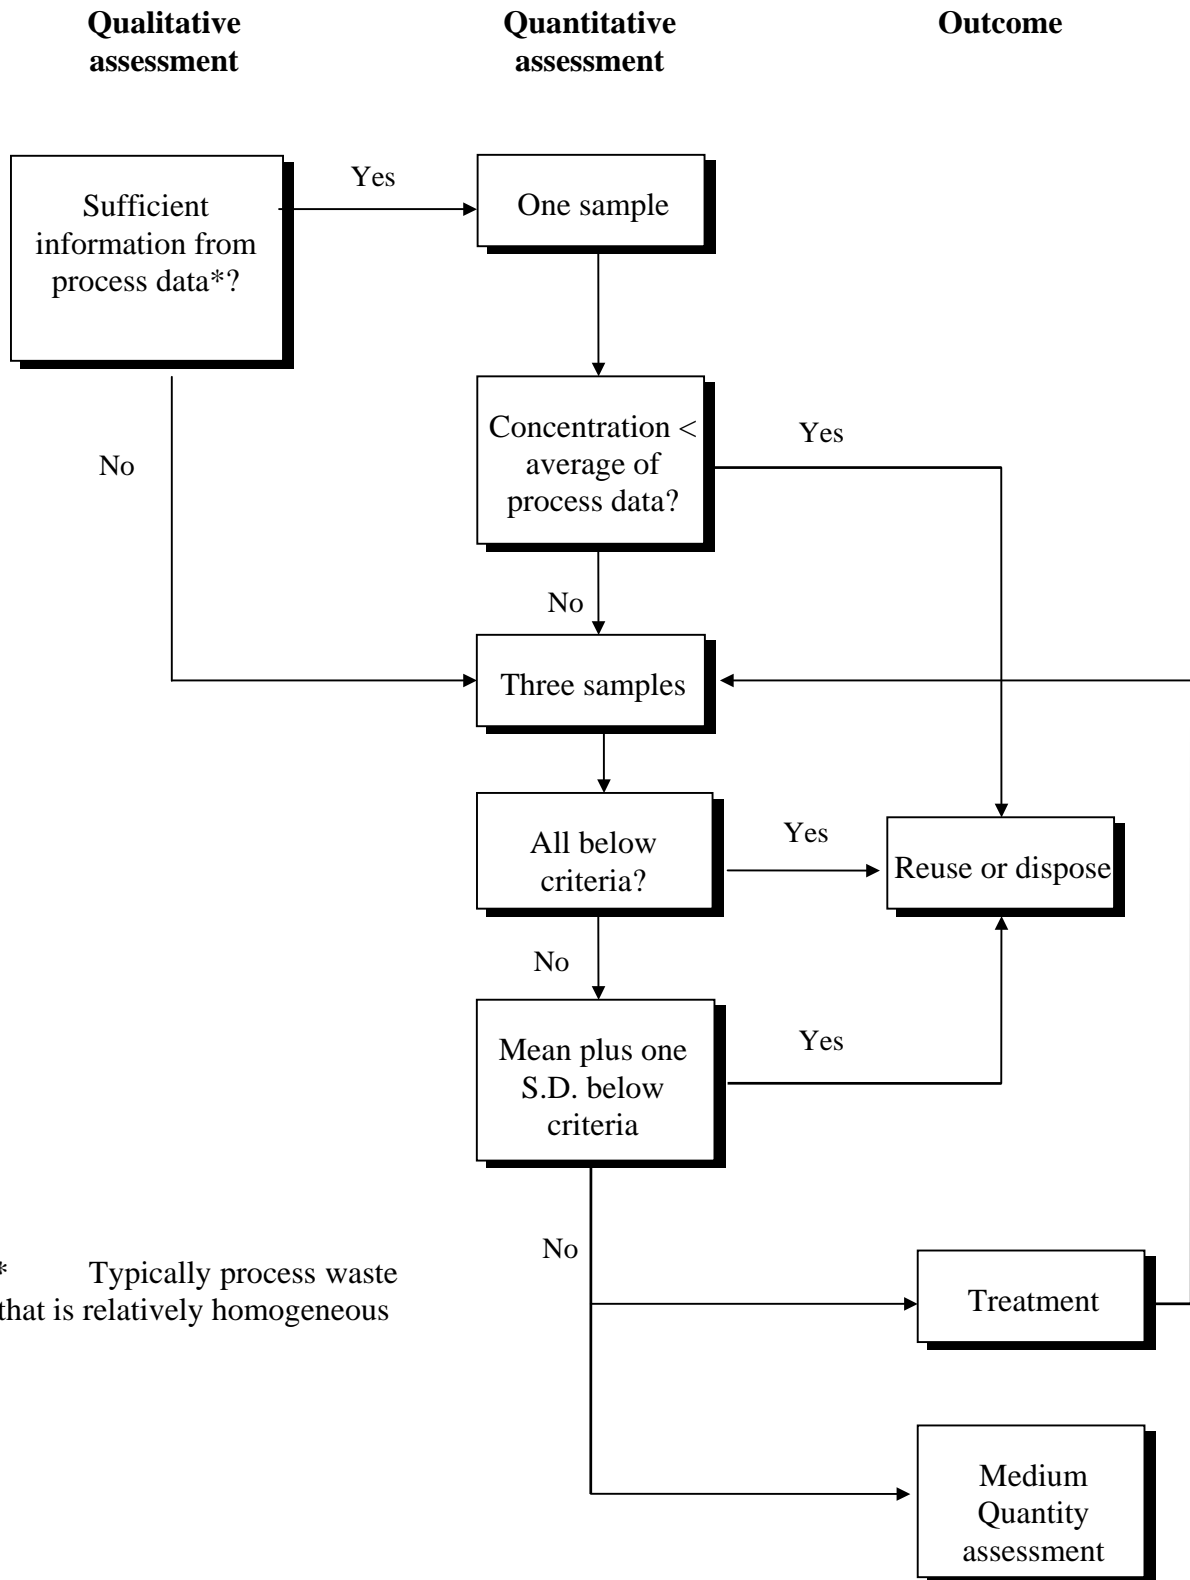 Qualitative
assessment
Quantitative
assessment
Outcome
Sufficient
information from
process data*?
Yes
One sample
Concentration <
average of
process data?
Yes
No
No
Three samples
All below
criteria?
Yes
Reuse or dispose
No
Mean plus one
S.D. below
criteria
Yes
No
* Typically process waste
that is relatively homogeneous
Treatment
Medium
Quantity
assessment